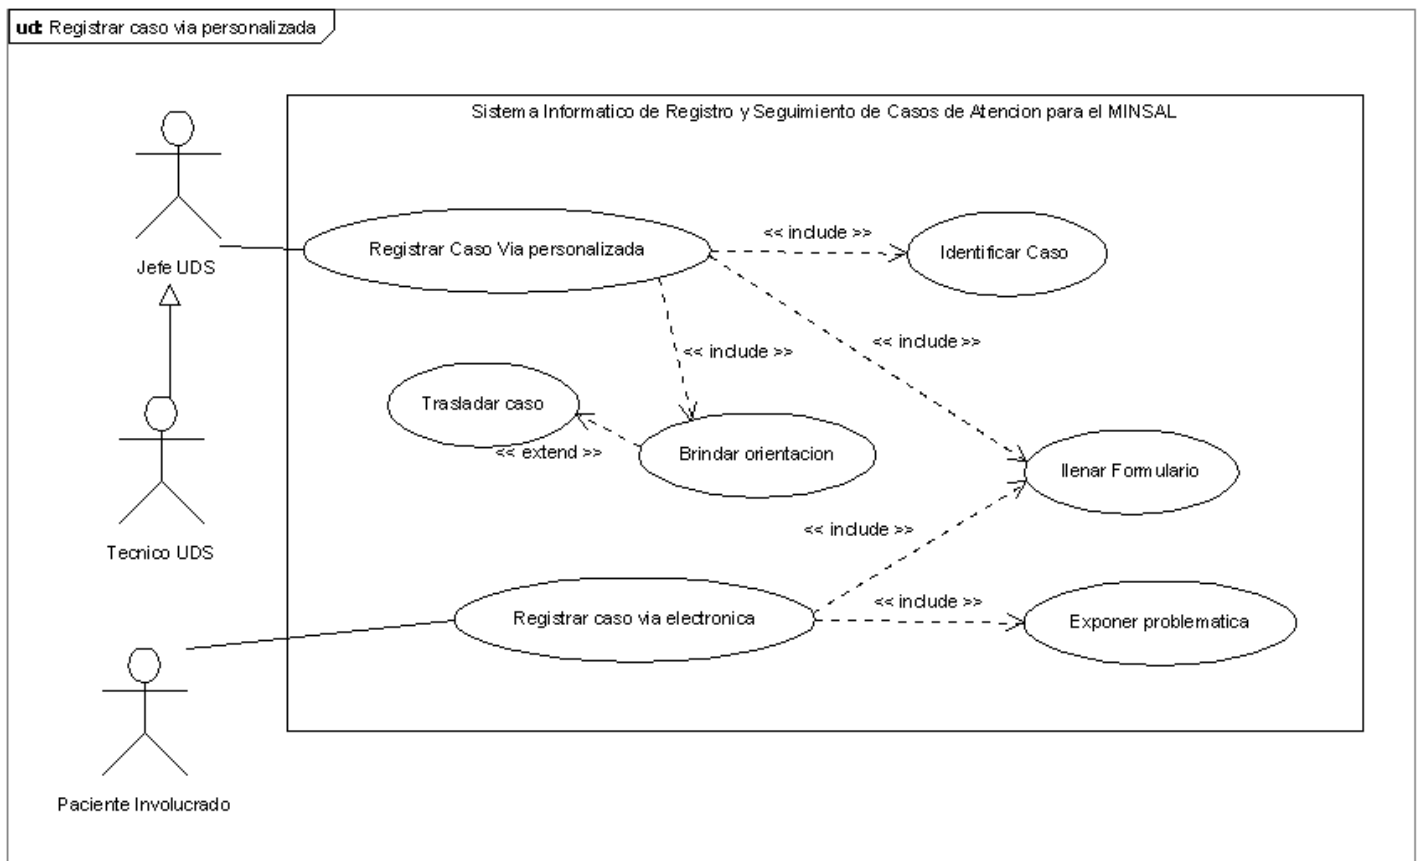 ud: Registrar caso via personalizada
Sistema Informatico de Registro y Seguimiento de Casos de Atencion para el MINSAL
Jefe UDS
Registrar Caso Via personalizada
<< include >>
Identificar Caso
<< include >>
<< include >>
Trasladar caso
<< extend >>
Brindar orientacion
llenar Formulario
Tecnico UDS
<< include >>
Registrar caso via electronica
<< include >>
Exponer problematica
Paciente Involucrado